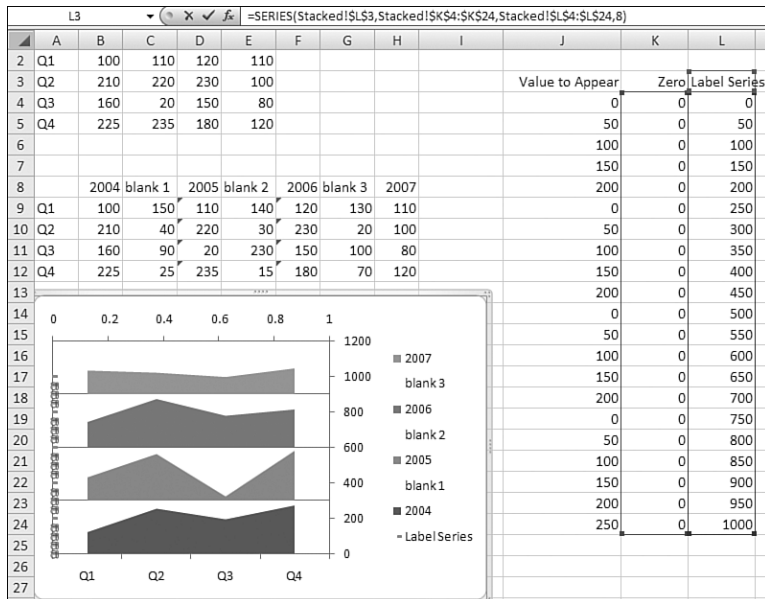 L3 fx =SERIES(Stacked!$L$3,Stacked!$K$4:$K$24,Stacked!$L$4:$L$24,8)
A B C D E F G H I J K L
2 Q1 100 110 120 110
3 Q2 210 220 230 100 Value to Appear Zero Label Series
4 Q3 160 20 150 80 0 0 0
5 Q4 225 235 180 120 50 0 50
6 100 0 100
7 150 0 150
8 2004 blank 1 2005 blank 2 2006 blank 3 2007 200 0 200
9 Q1 100 150 110 140 120 130 110 0 0 250
10 Q2 210 40 220 30 230 20 100 50 0 300
11 Q3 160 90 20 230 150 100 80 100 0 350
12 Q4 225 25 235 15 180 70 120 150 0 400
13 200 0 450
14 0 0 500
15 50 0 550
16 100 0 600
17 150 0 650
18 200 0 700
19 0 0 750
20 50 0 800
21 100 0 850
22 150 0 900
23 200 0 950
24 250 0 1000
25
26
27
0 0.2 0.4 0.6 0.8 1
1200
1000
800
600
400
200
0
2007
blank 3
2006
blank 2
2005
blank 1
2004
Label Series
Q1 Q2 Q3 Q4